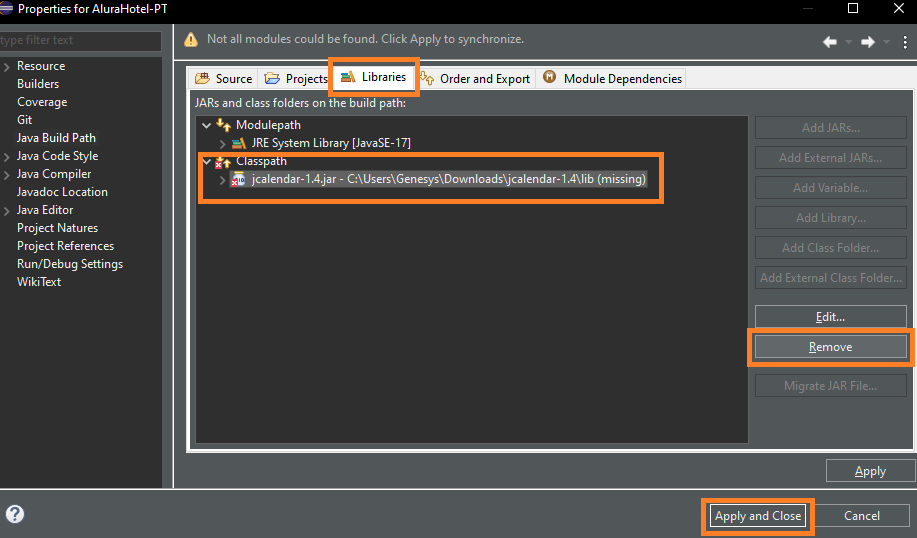 Properties for AluraHotel-PT
type filter text
Not all modules could be found. Click Apply to synchronize.
Resource
Builders
Coverage
Git
Java Build Path
Java Code Style
Java Compiler
Javadoc Location
Java Editor
Project Natures
Project References
Run/Debug Settings
WikiText
Source
Projects
Libraries
Order and Export
Module Dependencies
JARs and class folders on the build path:
Modulepath
JRE System Library [JavaSE-17]
Classpath
jcalendar-1.4.jar - C:\Users\Genesys\Downloads\jcalendar-1.4\lib (missing)
Add JARs...
Add External JARs...
Add Variable...
Add Library...
Add Class Folder...
Add External Class Folder...
Edit...
Remove
Migrate JAR File...
Apply
Apply and Close
Cancel